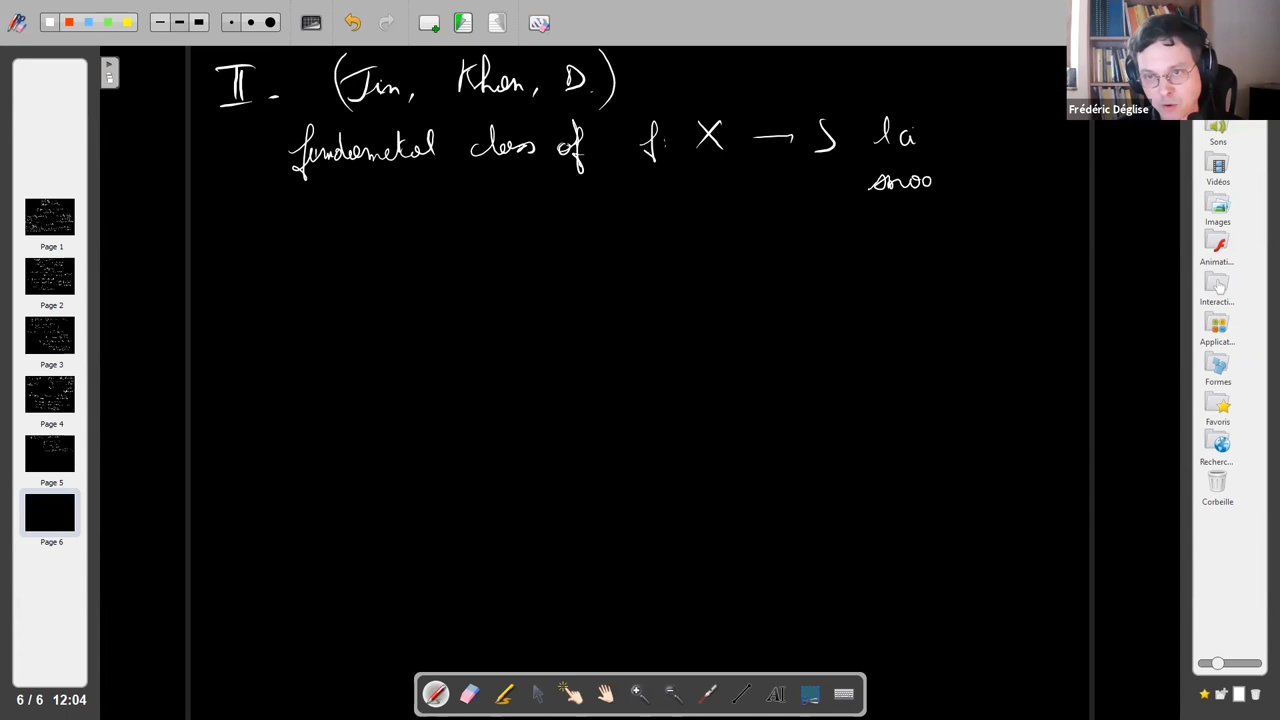 II. (Jin, Khan, D.)
fundametal class of f: X → S lci
smoo
Frédéric Déglise
Sons
Vidéos
Images
Animati...
Interacti...
Applicat...
Formes
Favoris
Recherc...
Corbeille
Page 1
Page 2
Page 3
Page 4
Page 5
Page 6
6 / 6 12:04